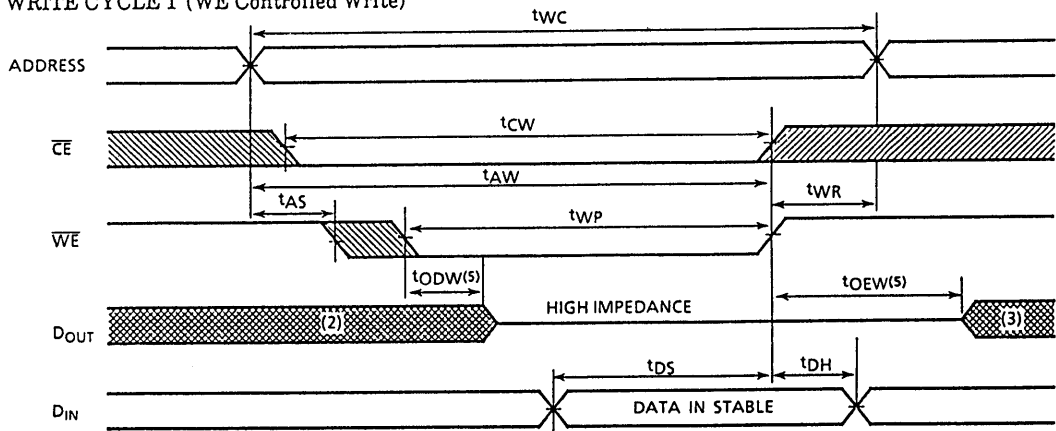 WRITE CYCLE 1 (WE Controlled Write)
tWC
ADDRESS
tCW
CE
tAW
tAS
tWR
tWP
WE
tODW(5)
tOEW(5)
HIGH IMPEDANCE
(2)
(3)
DOUT
tDS
tDH
DIN
DATA IN STABLE